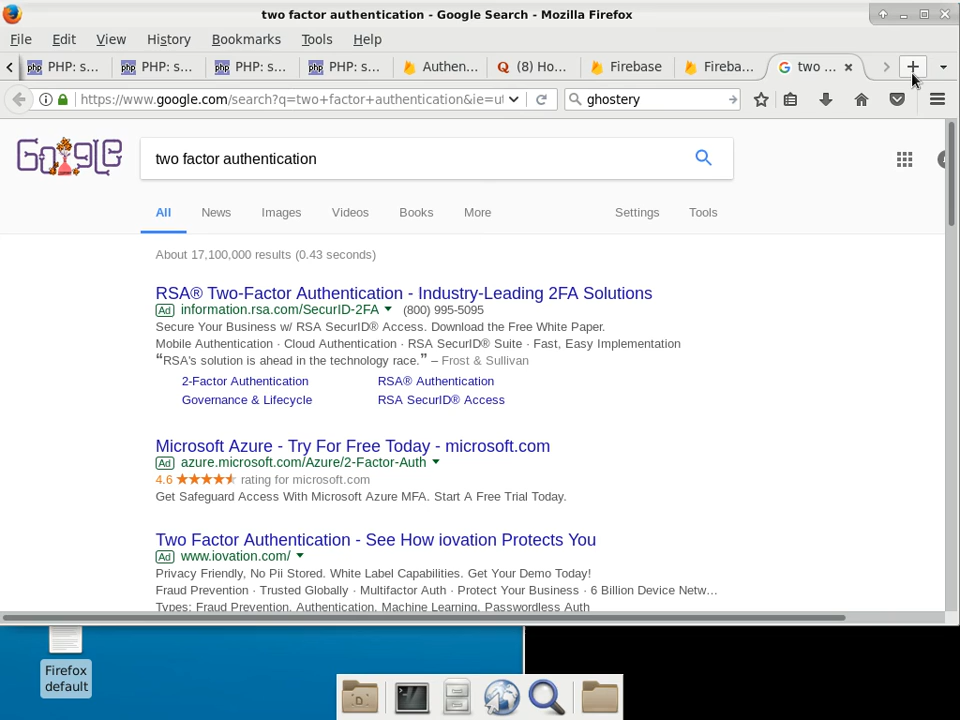 two factor authentication - Google Search - Mozilla Firefox
File Edit View History Bookmarks Tools Help
PHP: s... PHP: s... PHP: s... PHP: s... Authen... (8) Ho... Firebase Fireba... two ...
https://www.google.com/search?q=two+factor+authentication&ie=ut ghostery
Google two factor authentication
All News Images Videos Books More Settings Tools
About 17,100,000 results (0.43 seconds)
RSA® Two-Factor Authentication - Industry-Leading 2FA Solutions
Ad information.rsa.com/SecurID-2FA (800) 995-5095
Secure Your Business w/ RSA SecurID® Access. Download the Free White Paper.
Mobile Authentication · Cloud Authentication · RSA SecurID® Suite · Fast, Easy Implementation
“RSA's solution is ahead in the technology race.” – Frost & Sullivan
2-Factor Authentication RSA® Authentication
Governance & Lifecycle RSA SecurID® Access
Microsoft Azure - Try For Free Today - microsoft.com
Ad azure.microsoft.com/Azure/2-Factor-Auth
4.6 rating for microsoft.com
Get Safeguard Access With Microsoft Azure MFA. Start A Free Trial Today.
Two Factor Authentication - See How iovation Protects You
Ad www.iovation.com/
Privacy Friendly, No Pii Stored. White Label Capabilities. Get Your Demo Today!
Fraud Prevention · Trusted Globally · Multifactor Auth · Protect Your Business · 6 Billion Device Netw...
Types: Fraud Prevention, Authentication, Machine Learning, Passwordless Auth
Firefox
default